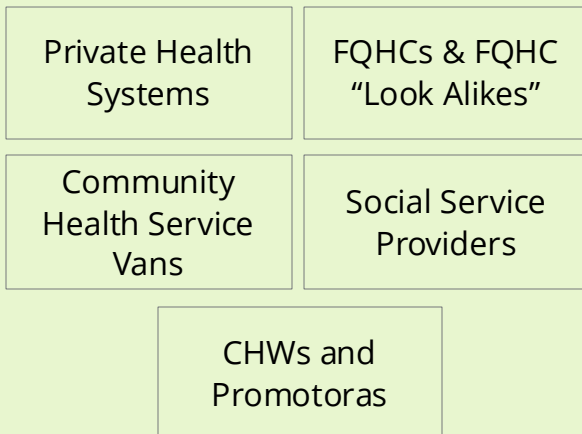 Private Health
Systems
FQHCs & FQHC
“Look Alikes”
Community
Health Service
Vans
Social Service
Providers
CHWs and
Promotoras